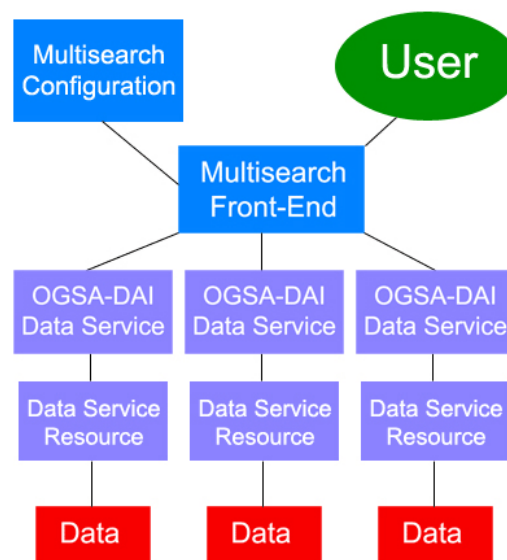 Multisearch
Configuration
User
Multisearch
Front-End
OGSA-DAI
Data Service
OGSA-DAI
Data Service
OGSA-DAI
Data Service
Data Service
Resource
Data Service
Resource
Data Service
Resource
Data
Data
Data